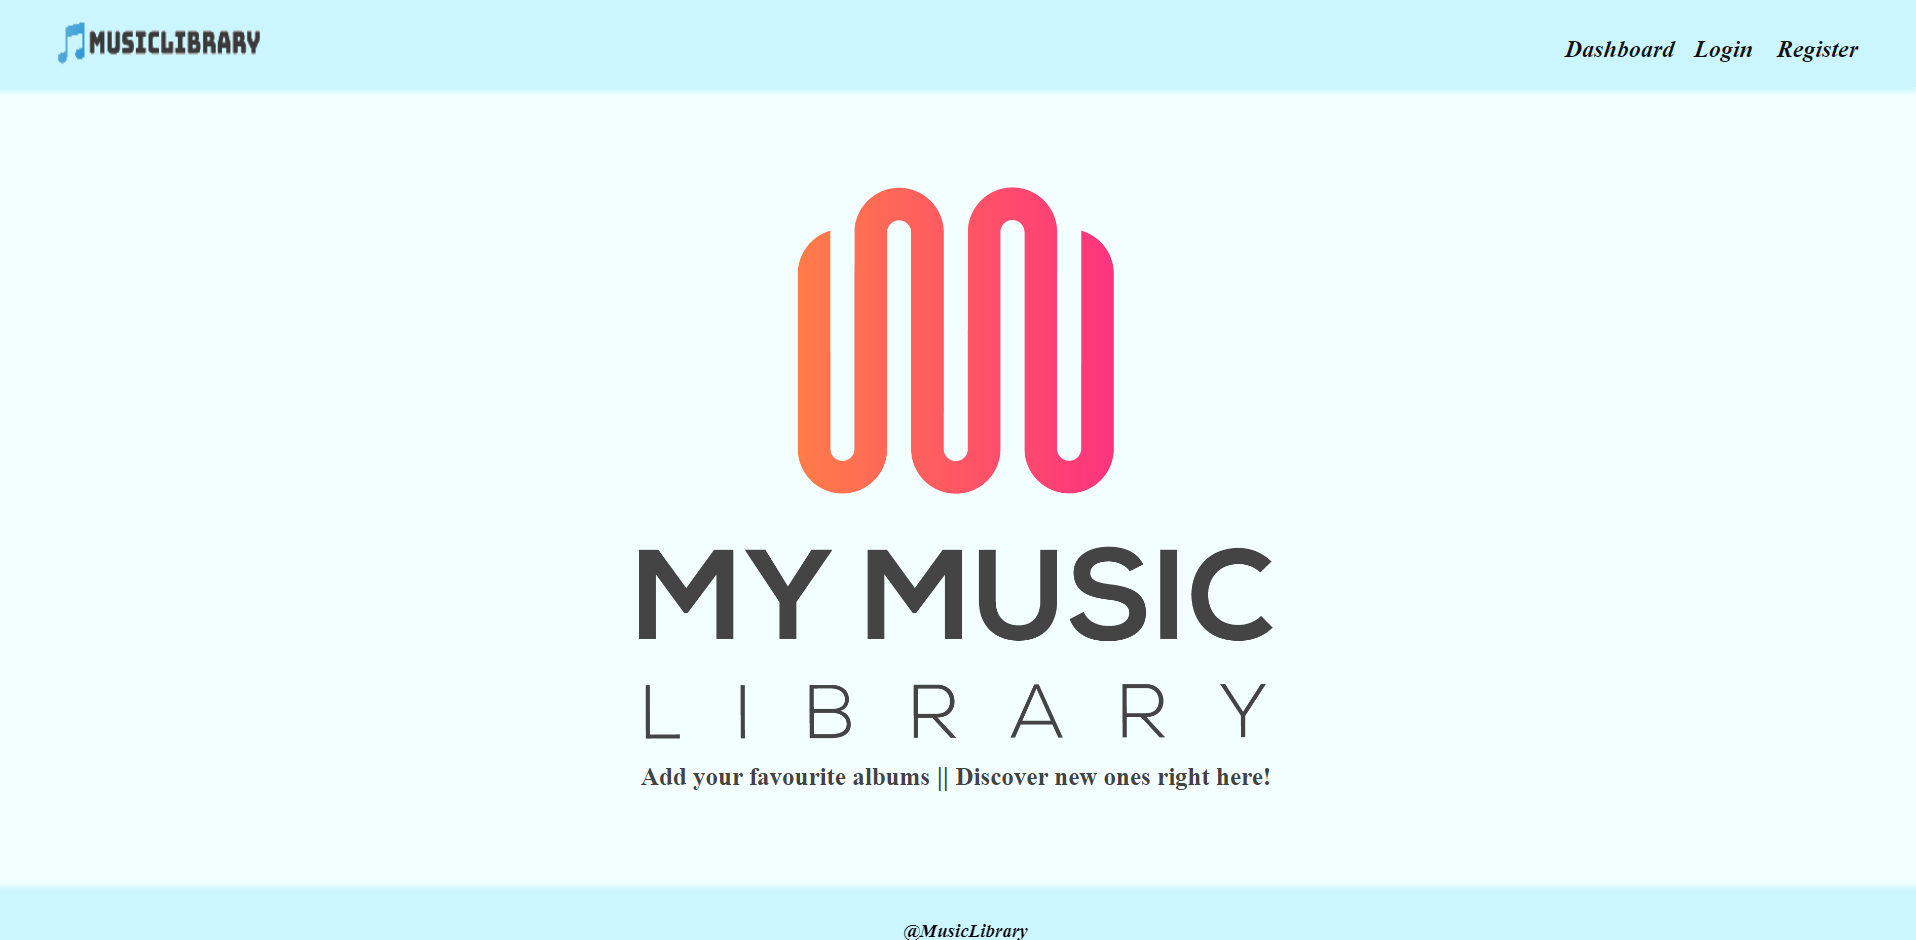 MUSICLIBRARY
Dashboard Login Register
MY MUSIC
LIBRARY
Add your favourite albums || Discover new ones right here!
@MusicLibrary